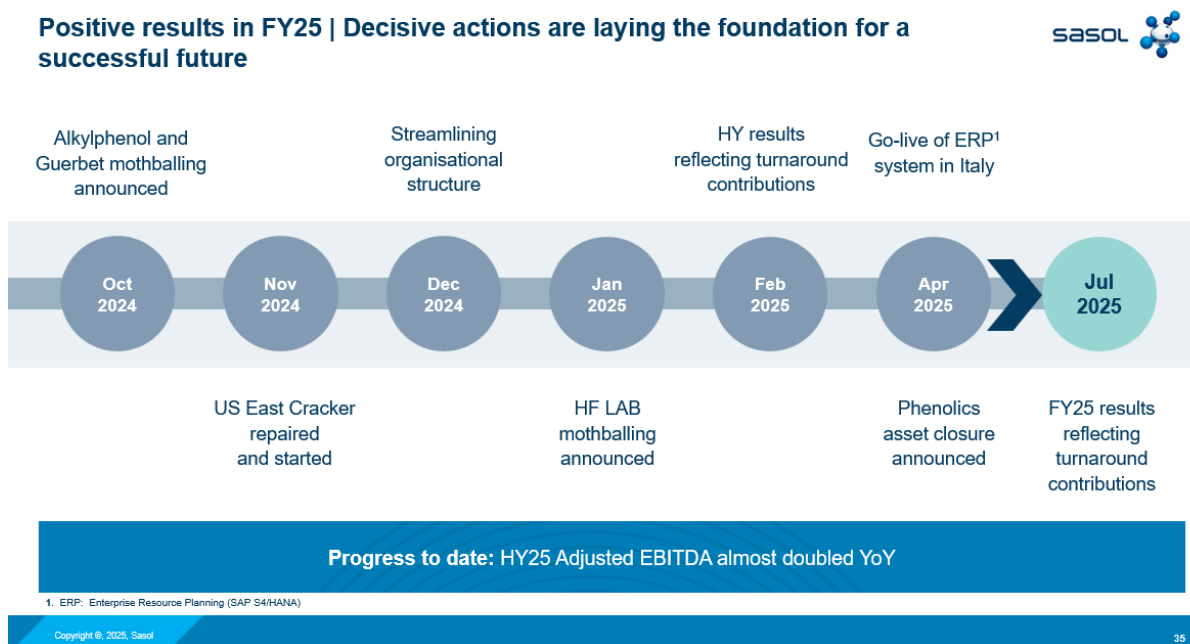 Positive results in FY25 | Decisive actions are laying the foundation for a
successful future
sasol
Alkylphenol and
Guerbet mothballing
announced
Streamlining
organisational
structure
HY results
reflecting turnaround
contributions
Go-live of ERP¹
system in Italy
Oct
2024
Nov
2024
Dec
2024
Jan
2025
Feb
2025
Apr
2025
Jul
2025
US East Cracker
repaired
and started
HF LAB
mothballing
announced
Phenolics
asset closure
announced
FY25 results
reflecting
turnaround
contributions
Progress to date: HY25 Adjusted EBITDA almost doubled YoY
1. ERP: Enterprise Resource Planning (SAP S4/HANA)
Copyright ©, 2025, Sasol
35